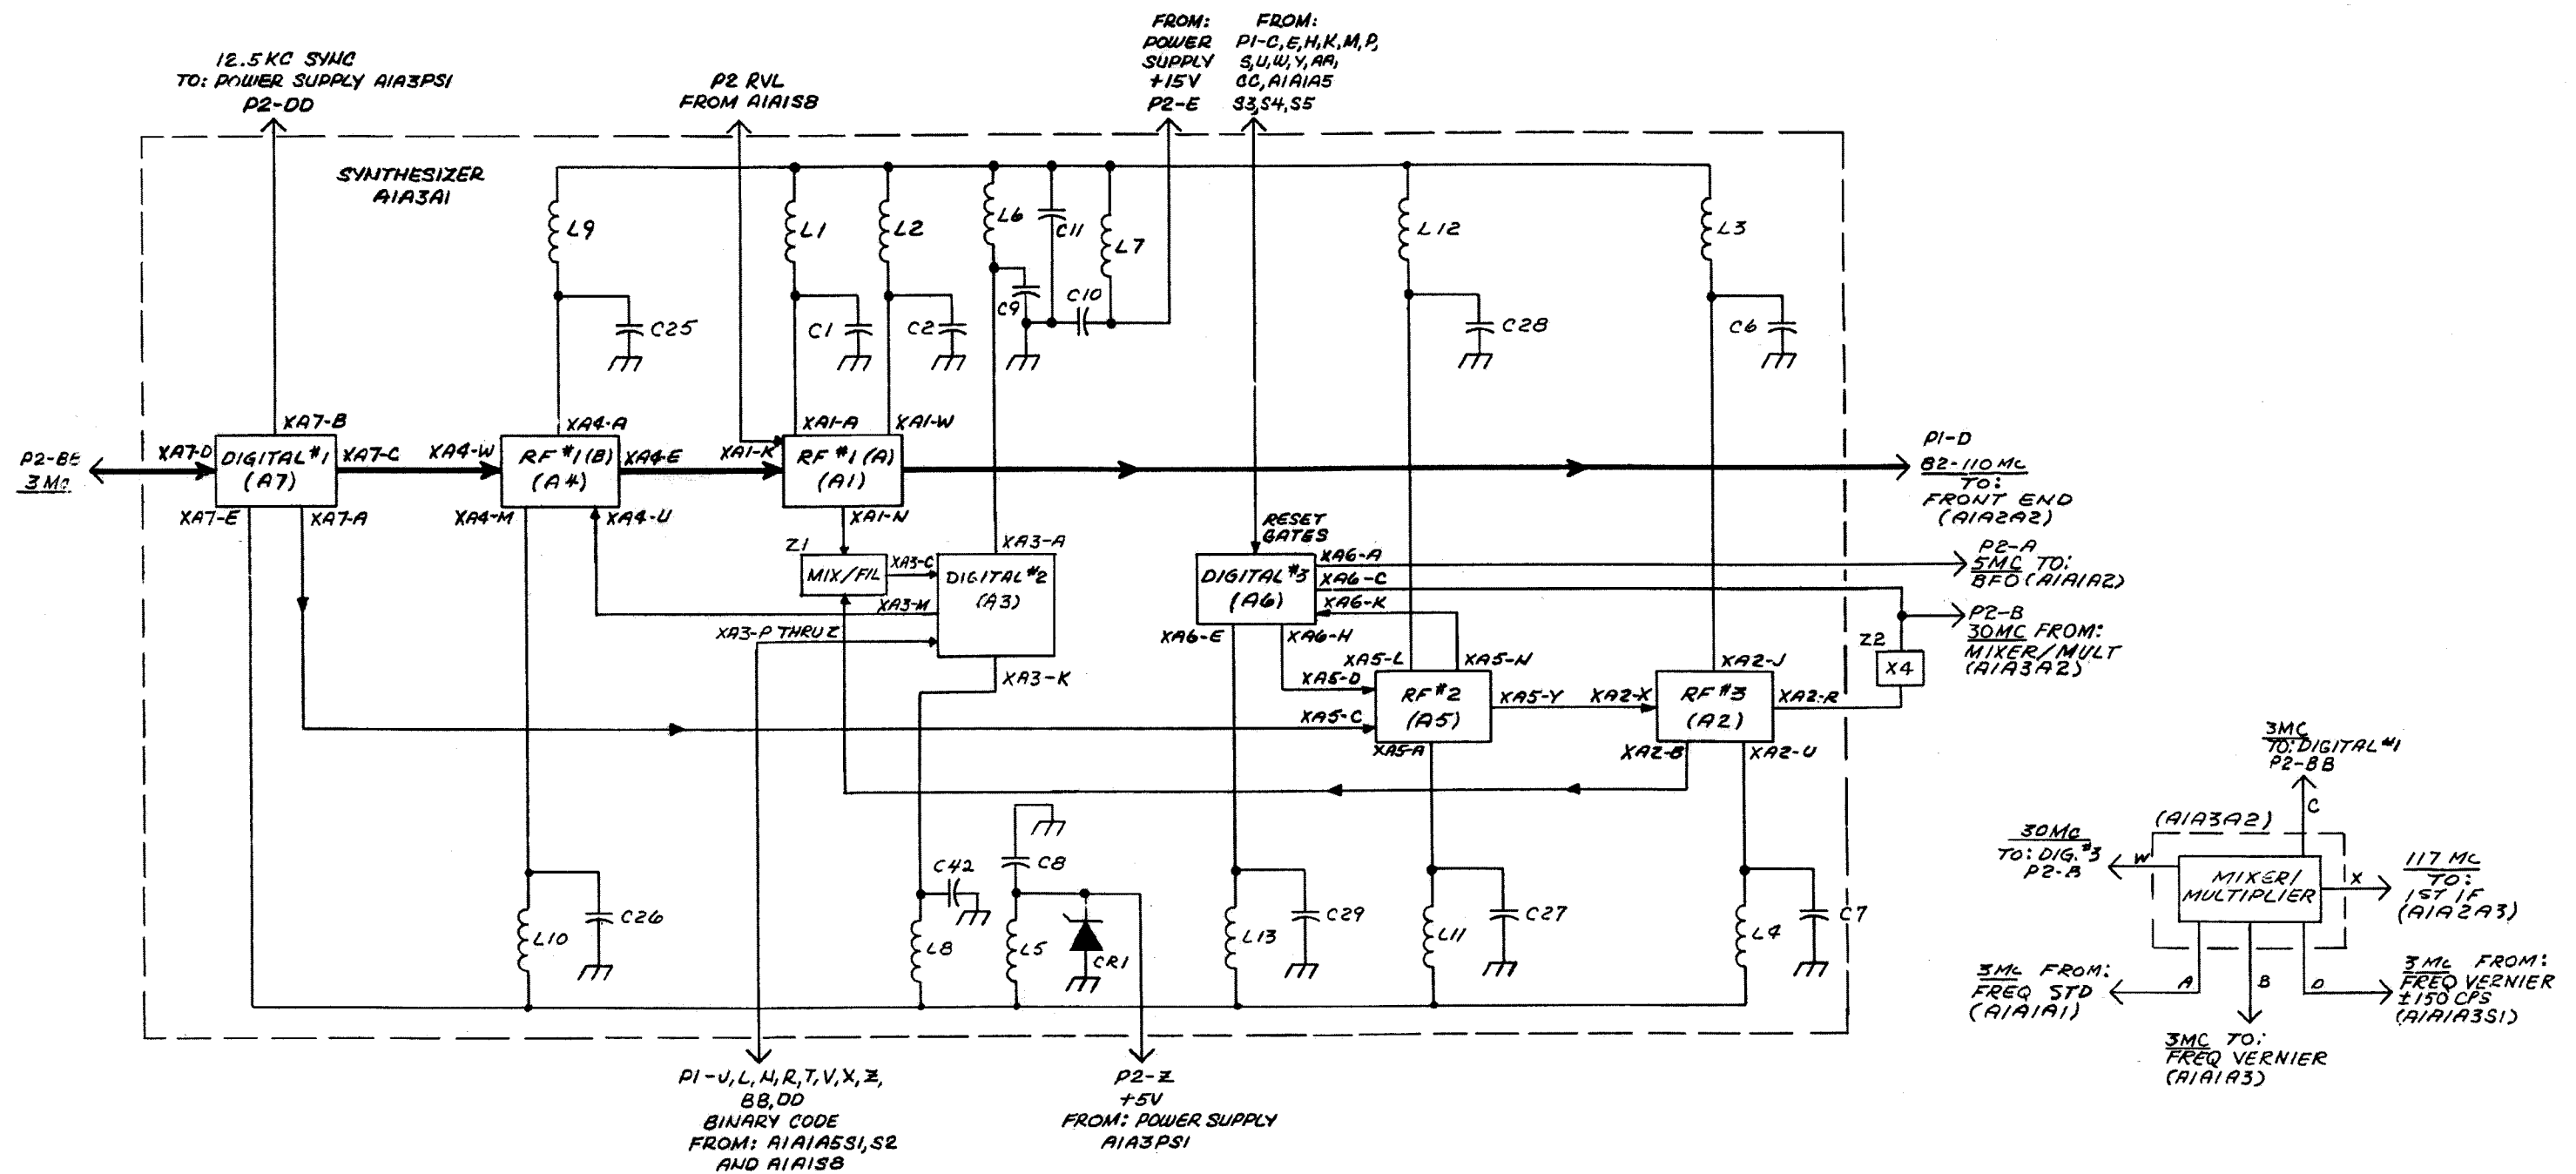 12.5KC SYNC
TO: POWER SUPPLY A1A3PS1
P2-DD
P2 RVL
FROM A1A1S8
FROM:
POWER
SUPPLY
+15V
P2-E
FROM:
P1-C,E,H,K,M,P,
S,U,W,Y,AA,
CC, A1A1A5
S3,S4,S5
SYNTHESIZER
A1A3A1
L9
L1
L2
L6
C11
L7
L12
L3
C25
C1
C2
C9
C10
C28
C6
P2-BB
3MC
XA7-D
XA7-B
DIGITAL #1
(A7)
XA7-C
XA7-E
XA7-A
XA4-W
XA4-A
RF #1(B)
(A4)
XA4-E
XA4-M
XA4-U
XA1-K
XA1-A
XA1-W
RF #1(A)
(A1)
XA1-N
P1-D
82-110 MC
TO:
FRONT END
(A1A2A2)
Z1
MIX/FIL
XA3-C
XA3-A
DIGITAL #2
(A3)
XA3-M
XA3-P THRU Z
XA3-K
RESET
GATES
DIGITAL #3
(A6)
XA6-A
XA6-C
XA6-K
XA6-E
XA6-H
P2-A
5MC TO:
BFO (A1A1A2)
P2-B
30MC FROM:
MIXER/MULT
(A1A3A2)
Z2
X4
XA5-L
XA5-N
XA5-D
RF #2
(A5)
XA5-C
XA5-A
XA5-Y
XA2-X
XA2-J
RF #3
(A2)
XA2-R
XA2-B
XA2-U
C26
L10
C42
L8
C8
L5
CR1
C29
L13
C27
L11
C7
L4
P1-J,L,N,R,T,V,X,Z,
BB,DD
BINARY CODE
FROM: A1A1A5S1,S2
AND A1A1S8
P2-Z
+5V
FROM: POWER SUPPLY
A1A3PS1
3MC
TO: DIGITAL #1
P2-BB
C
(A1A3A2)
30MC
TO: DIG. #3
P2-B
W
MIXER/
MULTIPLIER
X
117 MC
TO:
1ST IF
(A1A2A3)
3MC FROM:
FREQ STD
(A1A1A1)
A
B
D
3MC FROM:
FREQ VERNIER
±150 CPS
(A1A1A3S1)
3MC TO:
FREQ VERNIER
(A1A1A3)